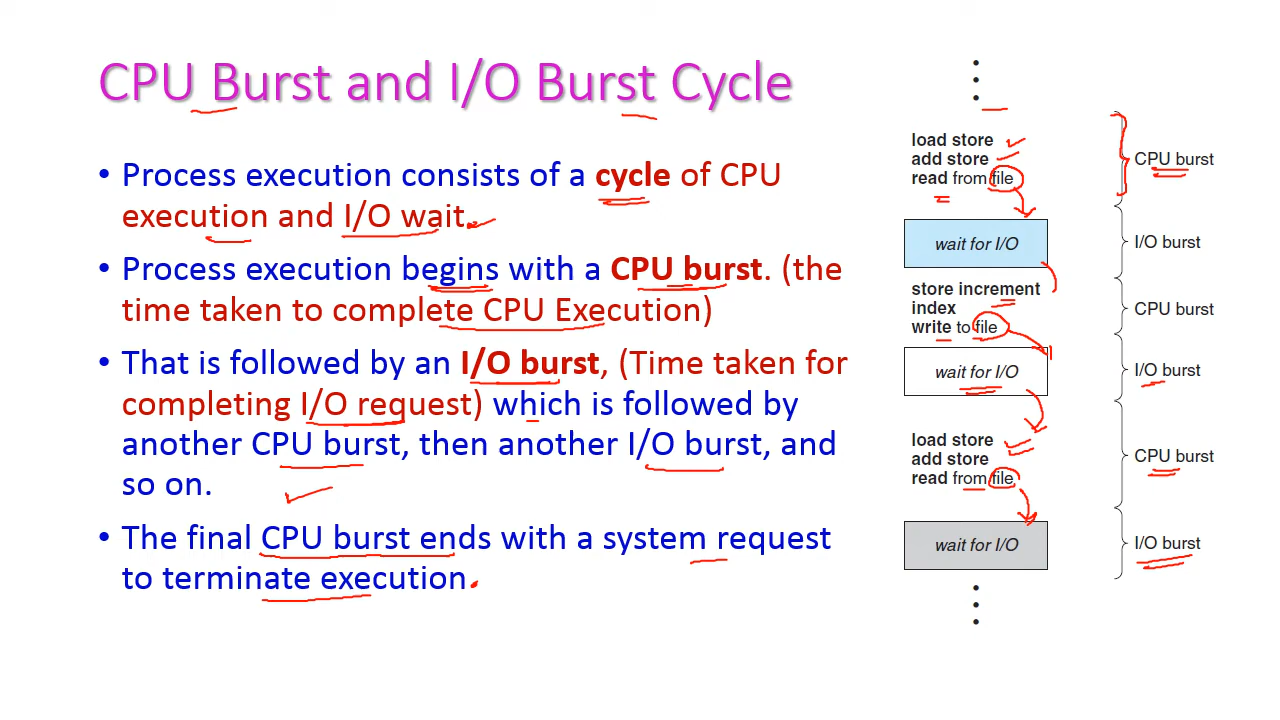 CPU Burst and I/O Burst Cycle
• Process execution consists of a cycle of CPU
execution and I/O wait.
• Process execution begins with a CPU burst. (the
time taken to complete CPU Execution)
• That is followed by an I/O burst, (Time taken for
completing I/O request) which is followed by
another CPU burst, then another I/O burst, and
so on.
• The final CPU burst ends with a system request
to terminate execution.
load store
add store
read from file
CPU burst
wait for I/O
I/O burst
store increment
index
write to file
CPU burst
wait for I/O
I/O burst
load store
add store
read from file
CPU burst
wait for I/O
I/O burst